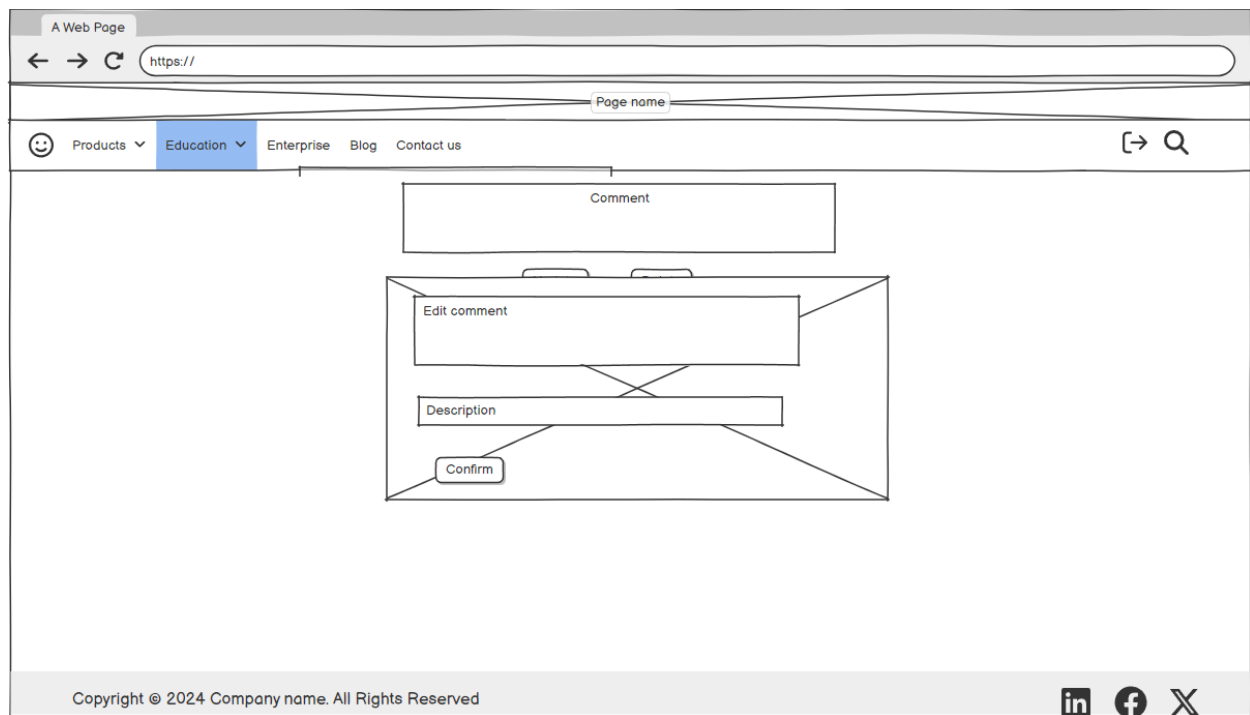 A Web Page
https://
Page name
Products Education Enterprise Blog Contact us
Comment
Edit comment
Description
Confirm
Copyright © 2024 Company name. All Rights Reserved
in f X